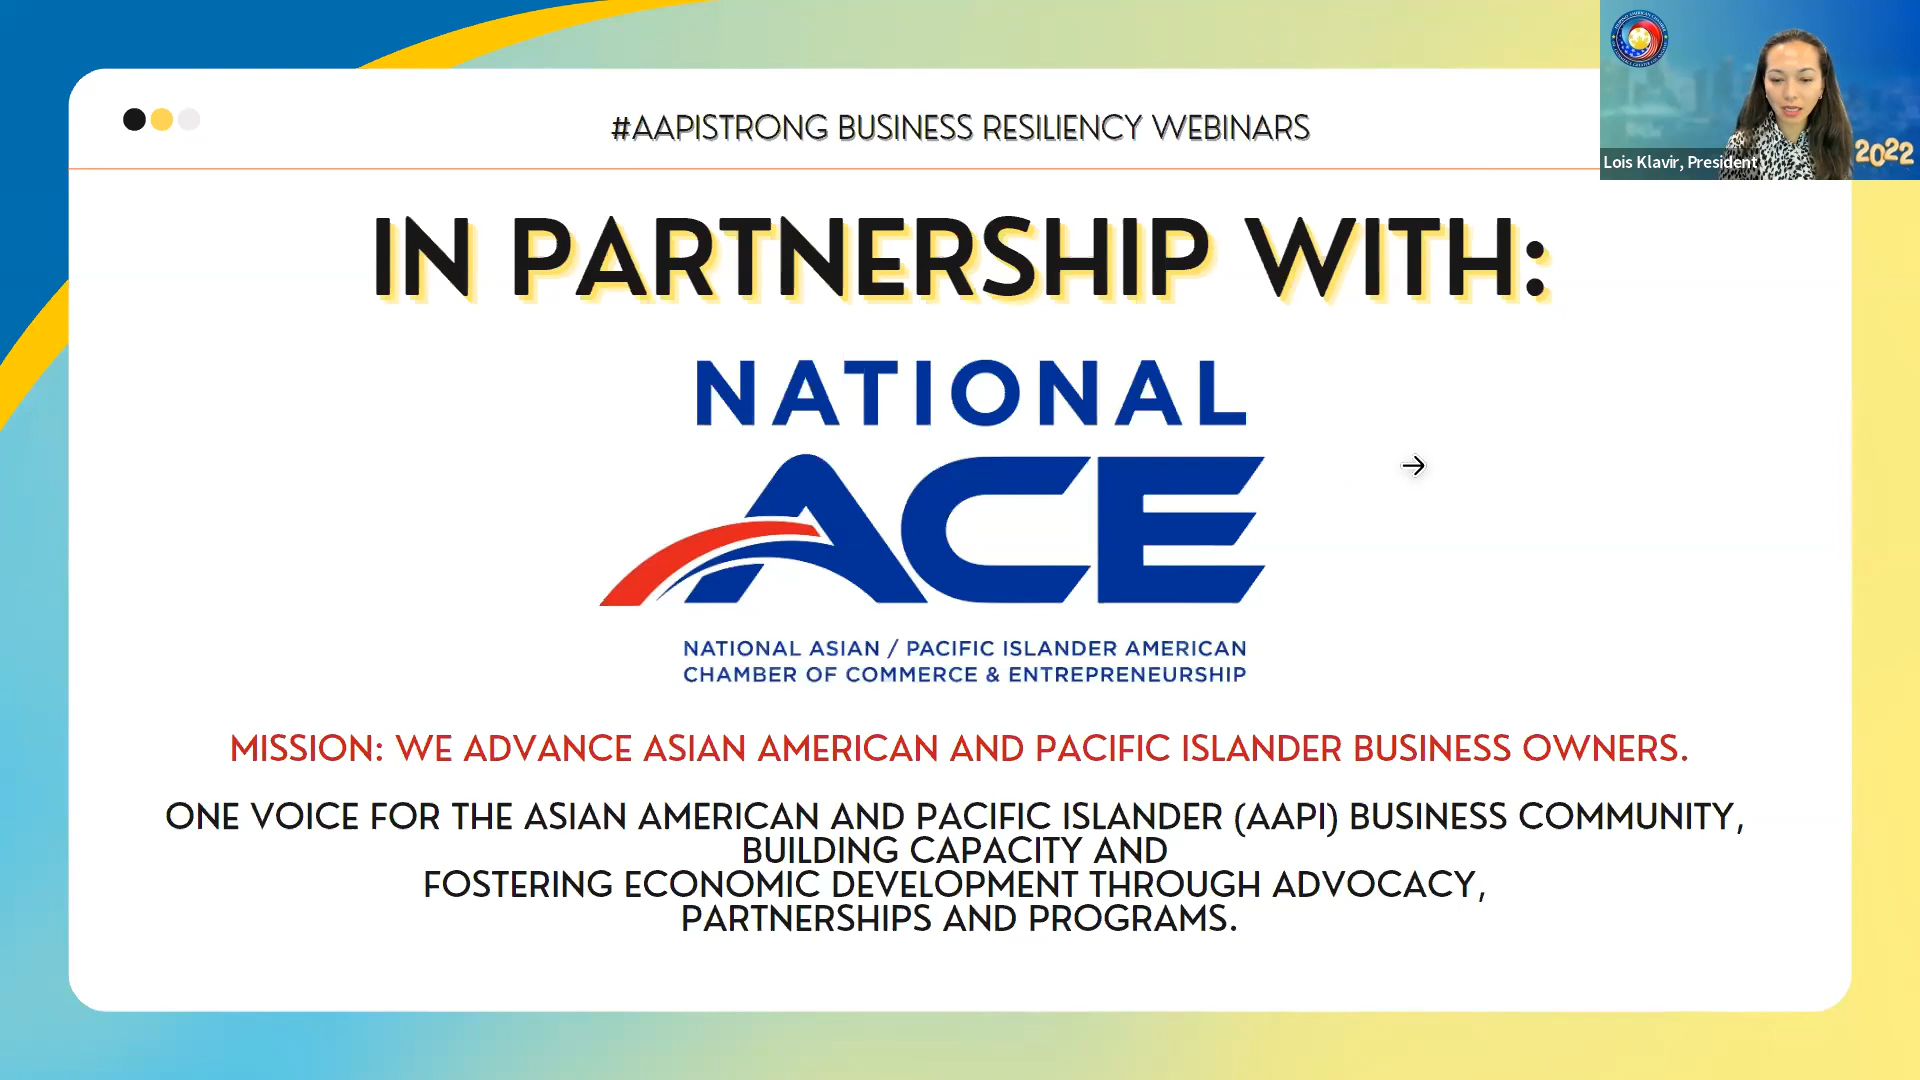 #AAPISTRONG BUSINESS RESILIENCY WEBINARS
Lois Klavir, President
2022
IN PARTNERSHIP WITH:
NATIONAL
ACE
NATIONAL ASIAN / PACIFIC ISLANDER AMERICAN
CHAMBER OF COMMERCE & ENTREPRENEURSHIP
MISSION: WE ADVANCE ASIAN AMERICAN AND PACIFIC ISLANDER BUSINESS OWNERS.
ONE VOICE FOR THE ASIAN AMERICAN AND PACIFIC ISLANDER (AAPI) BUSINESS COMMUNITY,
BUILDING CAPACITY AND
FOSTERING ECONOMIC DEVELOPMENT THROUGH ADVOCACY,
PARTNERSHIPS AND PROGRAMS.